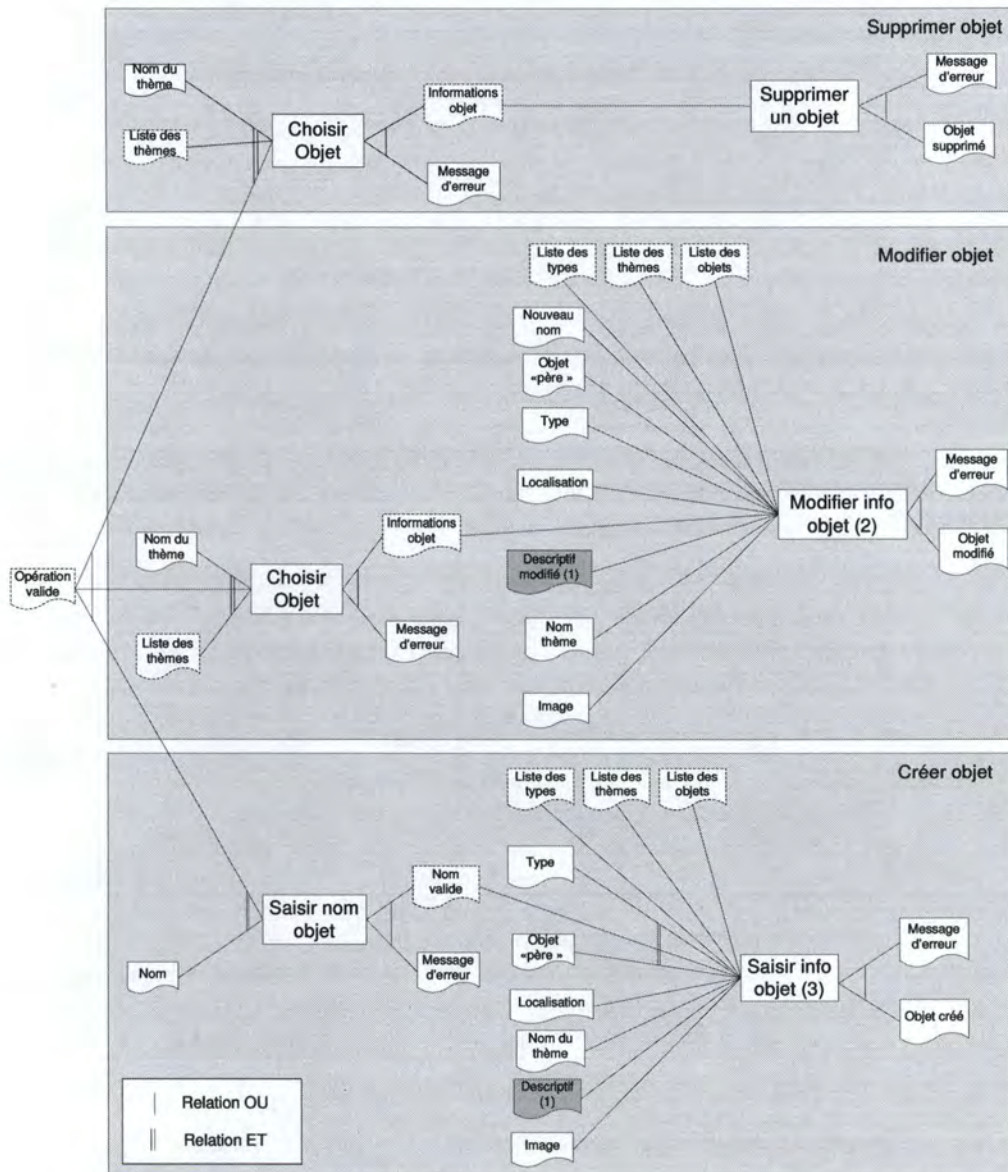 Supprimer objet
Nom du
thème
Liste des
thèmes
Choisir
Objet
Informations
objet
Message
d'erreur
Supprimer
un objet
Message
d'erreur
Objet
supprimé
Modifier objet
Liste des
types
Liste des
thèmes
Liste des
objets
Nouveau
nom
Objet
«père »
Type
Localisation
Informations
objet
Descriptif
modifié (1)
Nom
thème
Image
Modifier info
objet (2)
Message
d'erreur
Objet
modifié
Opération
valide
Nom du
thème
Liste des
thèmes
Choisir
Objet
Message
d'erreur
Créer objet
Liste des
types
Liste des
thèmes
Liste des
objets
Type
Nom
valide
Objet
«père »
Localisation
Nom du
thème
Descriptif
(1)
Image
Saisir nom
objet
Nom
Message
d'erreur
Saisir info
objet (3)
Message
d'erreur
Objet créé
Relation OU
Relation ET